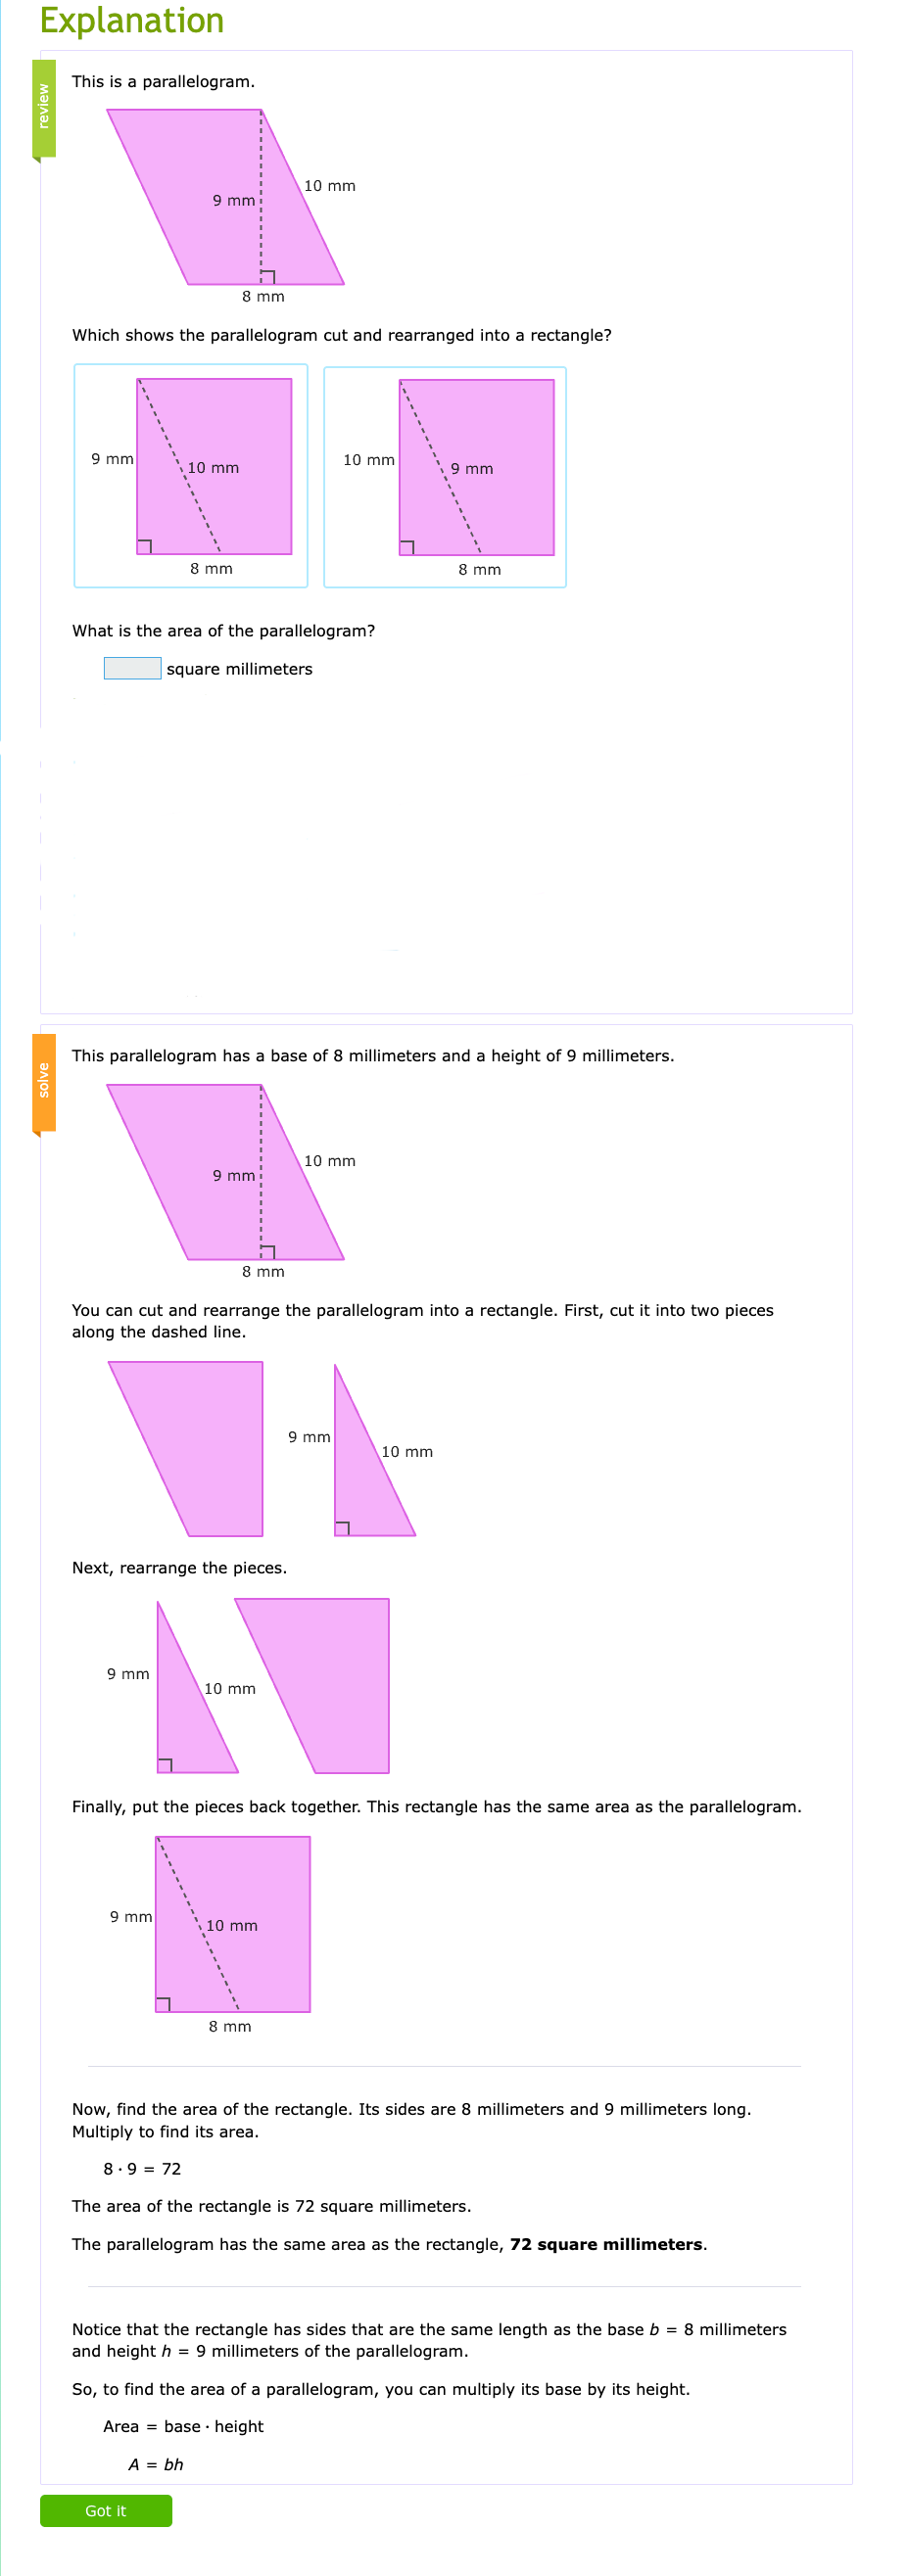 Explanation
review
This is a parallelogram.
10 mm
9 mm
8 mm
Which shows the parallelogram cut and rearranged into a rectangle?
9 mm
10 mm
8 mm
10 mm
9 mm
8 mm
What is the area of the parallelogram?
square millimeters
solve
This parallelogram has a base of 8 millimeters and a height of 9 millimeters.
10 mm
9 mm
8 mm
You can cut and rearrange the parallelogram into a rectangle. First, cut it into two pieces
along the dashed line.
9 mm
10 mm
Next, rearrange the pieces.
9 mm
10 mm
Finally, put the pieces back together. This rectangle has the same area as the parallelogram.
9 mm
10 mm
8 mm
Now, find the area of the rectangle. Its sides are 8 millimeters and 9 millimeters long.
Multiply to find its area.
8 · 9 = 72
The area of the rectangle is 72 square millimeters.
The parallelogram has the same area as the rectangle, 72 square millimeters.
Notice that the rectangle has sides that are the same length as the base b = 8 millimeters
and height h = 9 millimeters of the parallelogram.
So, to find the area of a parallelogram, you can multiply its base by its height.
Area = base · height
A = bh
Got it